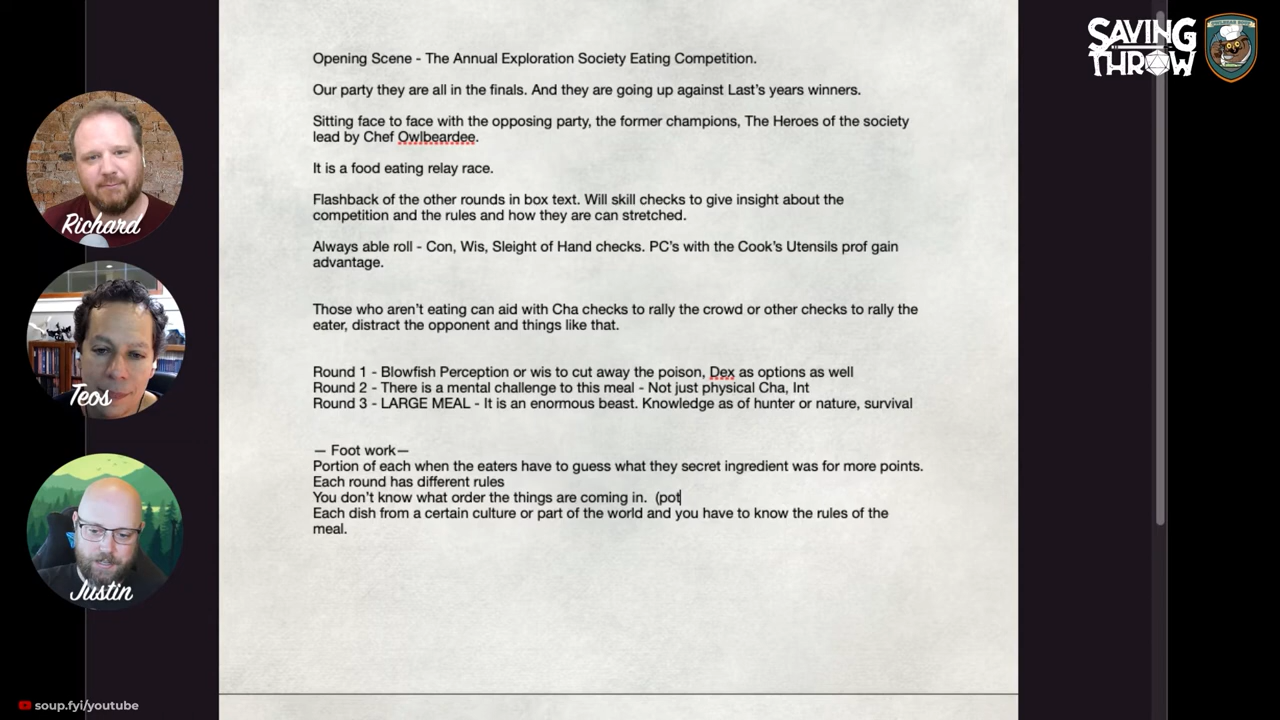 SAVING THROW
Opening Scene - The Annual Exploration Society Eating Competition.
Our party they are all in the finals. And they are going up against Last's years winners.
Sitting face to face with the opposing party, the former champions, The Heroes of the society
lead by Chef Owlbeardee.
It is a food eating relay race.
Flashback of the other rounds in box text. Will skill checks to give insight about the
competition and the rules and how they are can stretched.
Always able roll - Con, Wis, Sleight of Hand checks. PC's with the Cook's Utensils prof gain
advantage.
Those who aren't eating can aid with Cha checks to rally the crowd or other checks to rally the
eater, distract the opponent and things like that.
Round 1 - Blowfish Perception or wis to cut away the poison, Dex as options as well
Round 2 - There is a mental challenge to this meal - Not just physical Cha, Int
Round 3 - LARGE MEAL - It is an enormous beast. Knowledge as of hunter or nature, survival
— Foot work—
Portion of each when the eaters have to guess what they secret ingredient was for more points.
Each round has different rules
You don't know what order the things are coming in.  (pot
Each dish from a certain culture or part of the world and you have to know the rules of the
meal.
Richard
Teos
Justin
soup.fyi/youtube